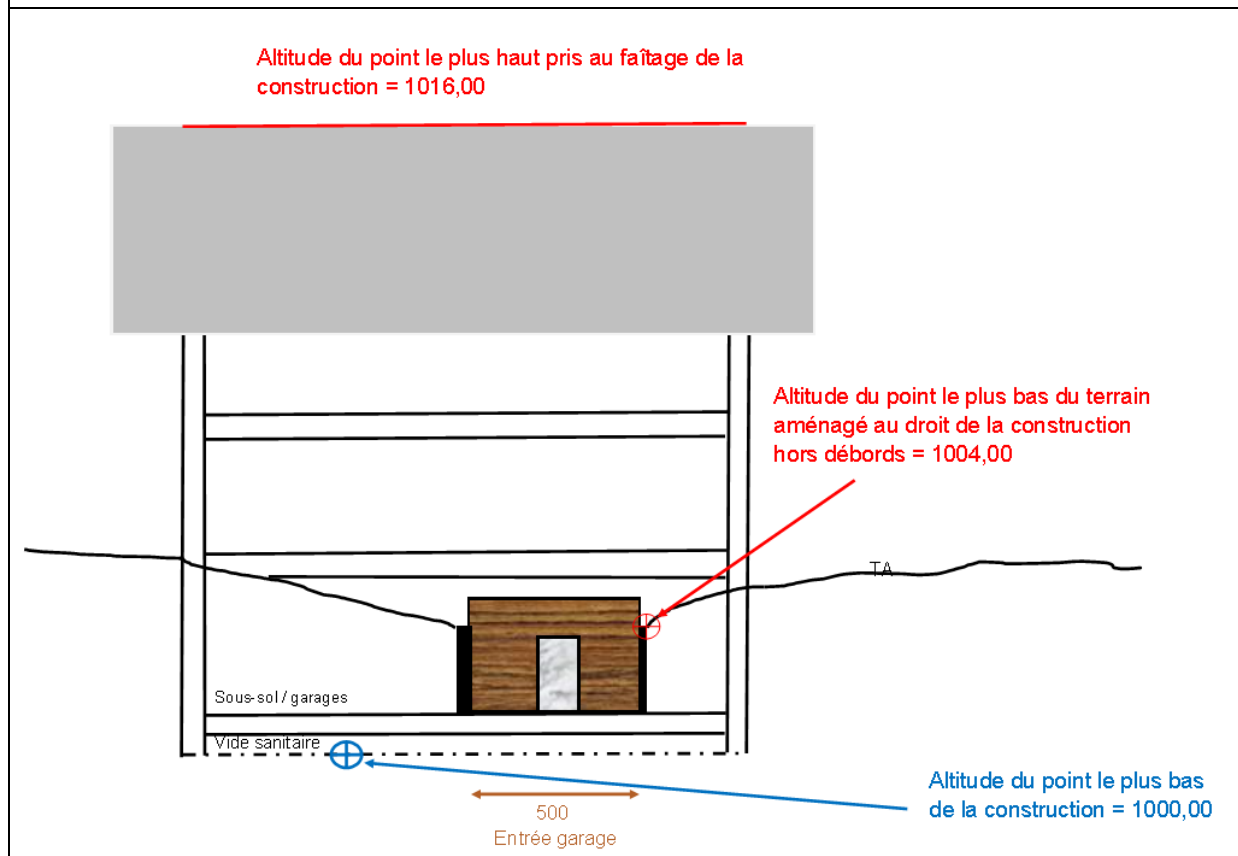 Altitude du point le plus haut pris au faîtage de la
construction = 1016,00
Altitude du point le plus bas du terrain
aménagé au droit de la construction
hors débords = 1004,00
TA
Sous-sol / garages
Vide sanitaire
Altitude du point le plus bas
de la construction = 1000,00
500
Entrée garage